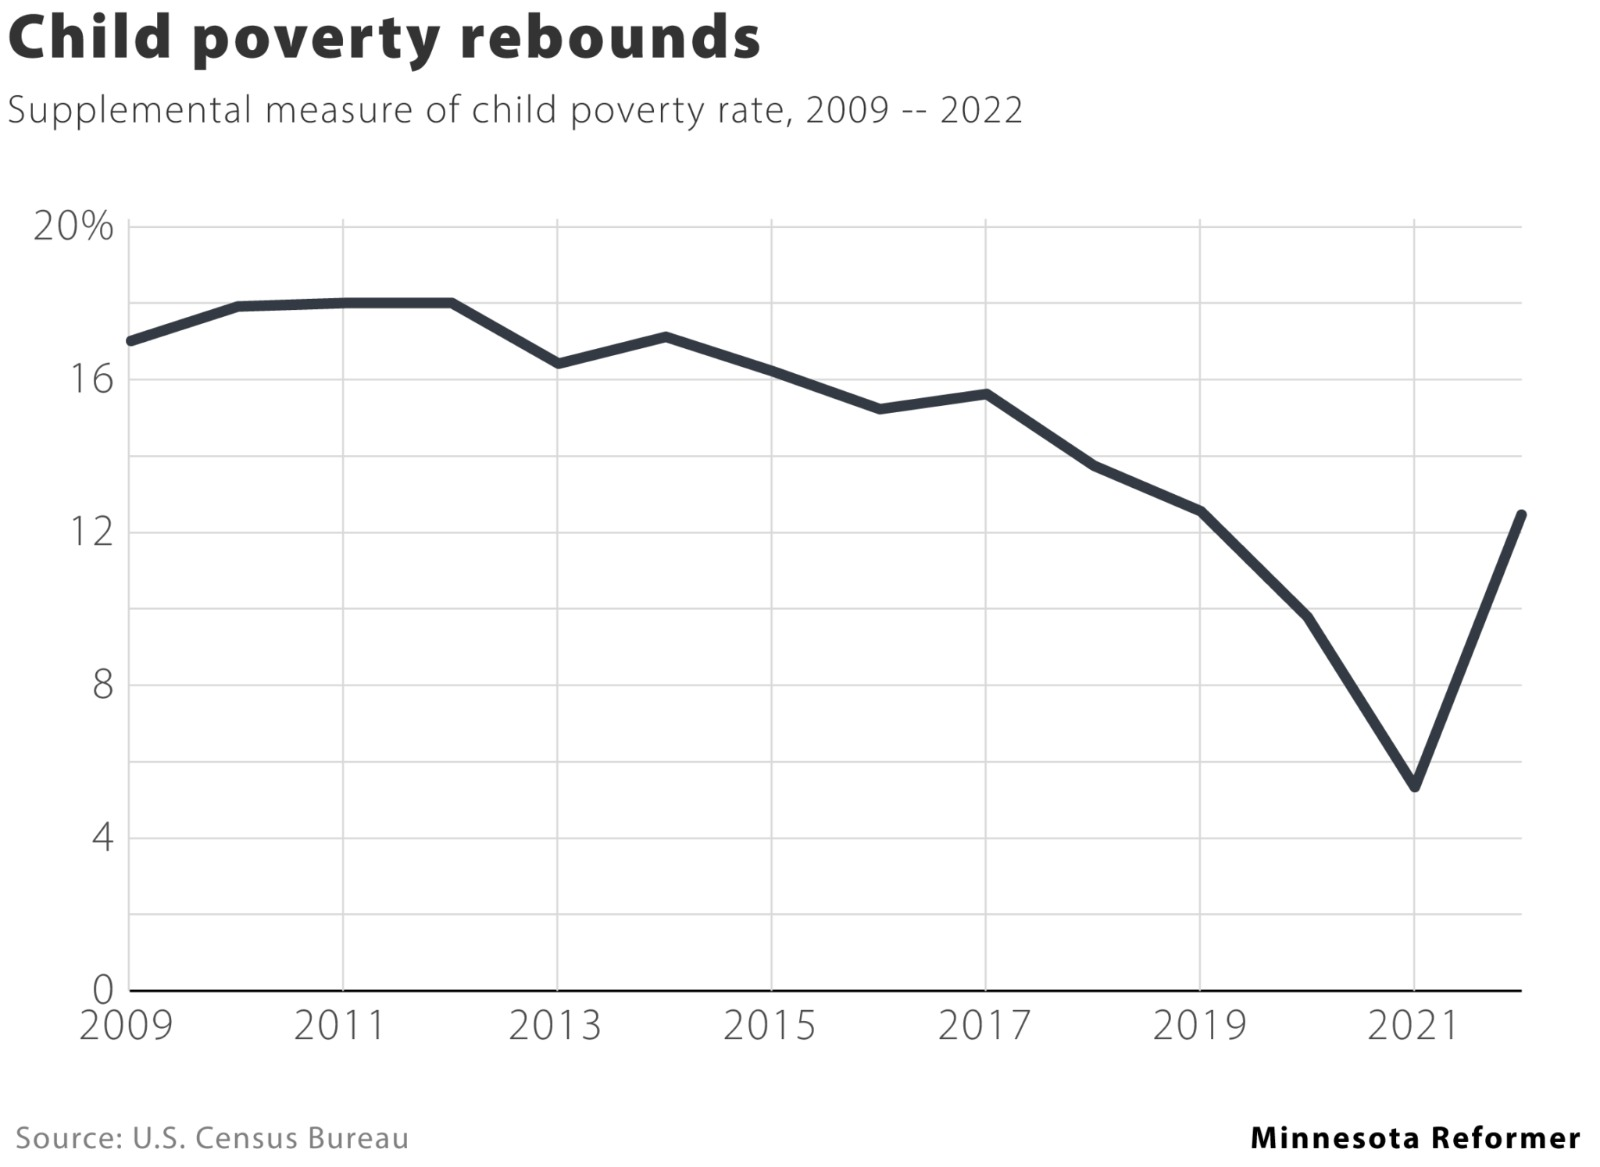 Child poverty rebounds
Supplemental measure of child poverty rate, 2009 -- 2022
20%
16
12
8
4
0
2009 2011 2013 2015 2017 2019 2021
Source: U.S. Census Bureau
Minnesota Reformer